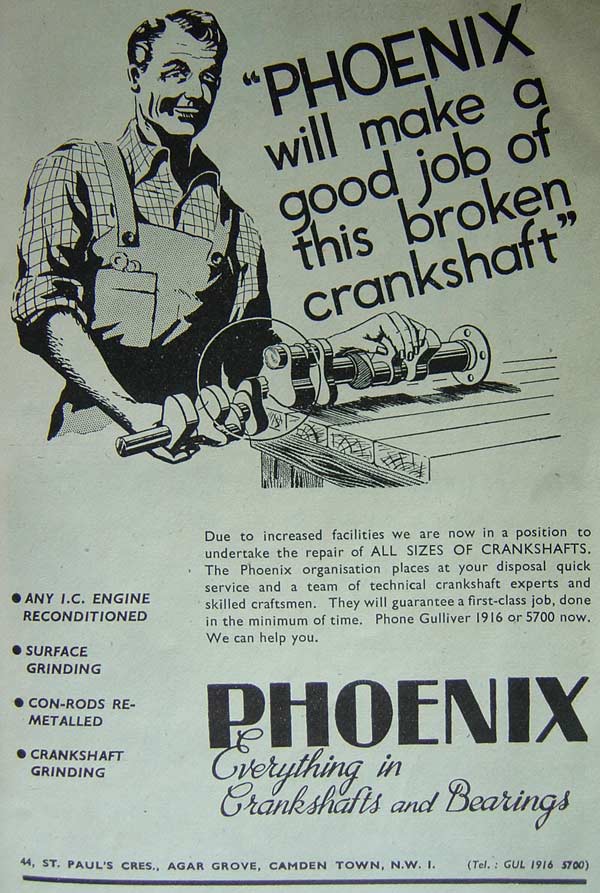 "PHOENIX
will make a
good job of
this broken
crankshaft"
Due to increased facilities we are now in a position to
undertake the repair of ALL SIZES OF CRANKSHAFTS.
The Phoenix organisation places at your disposal quick
service and a team of technical crankshaft experts and
skilled craftsmen. They will guarantee a first-class job, done
in the minimum of time. Phone Gulliver 1916 or 5700 now.
We can help you.
● ANY I.C. ENGINE
RECONDITIONED
● SURFACE
GRINDING
● CON-RODS RE-
METALLED
● CRANKSHAFT
GRINDING
PHOENIX
Everything in
Crankshafts and Bearings
44, ST. PAUL'S CRES., AGAR GROVE, CAMDEN TOWN, N.W. 1. (Tel. : GUL 1916 5700)